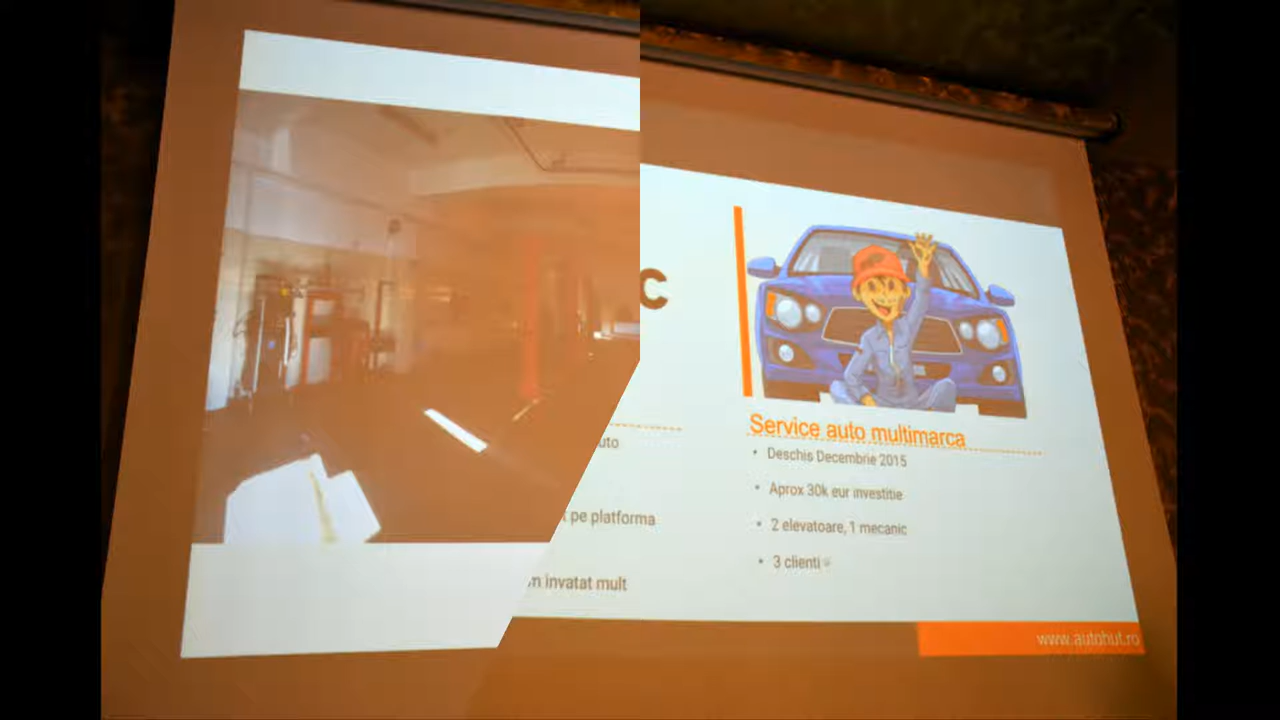 c
uto
pe platforma
invatat mult
Service auto multimarca
• Deschis Decembrie 2015
• Aprox 30k eur investitie
• 2 elevatoare, 1 mecanic
• 3 clienti
www.autohut.ro